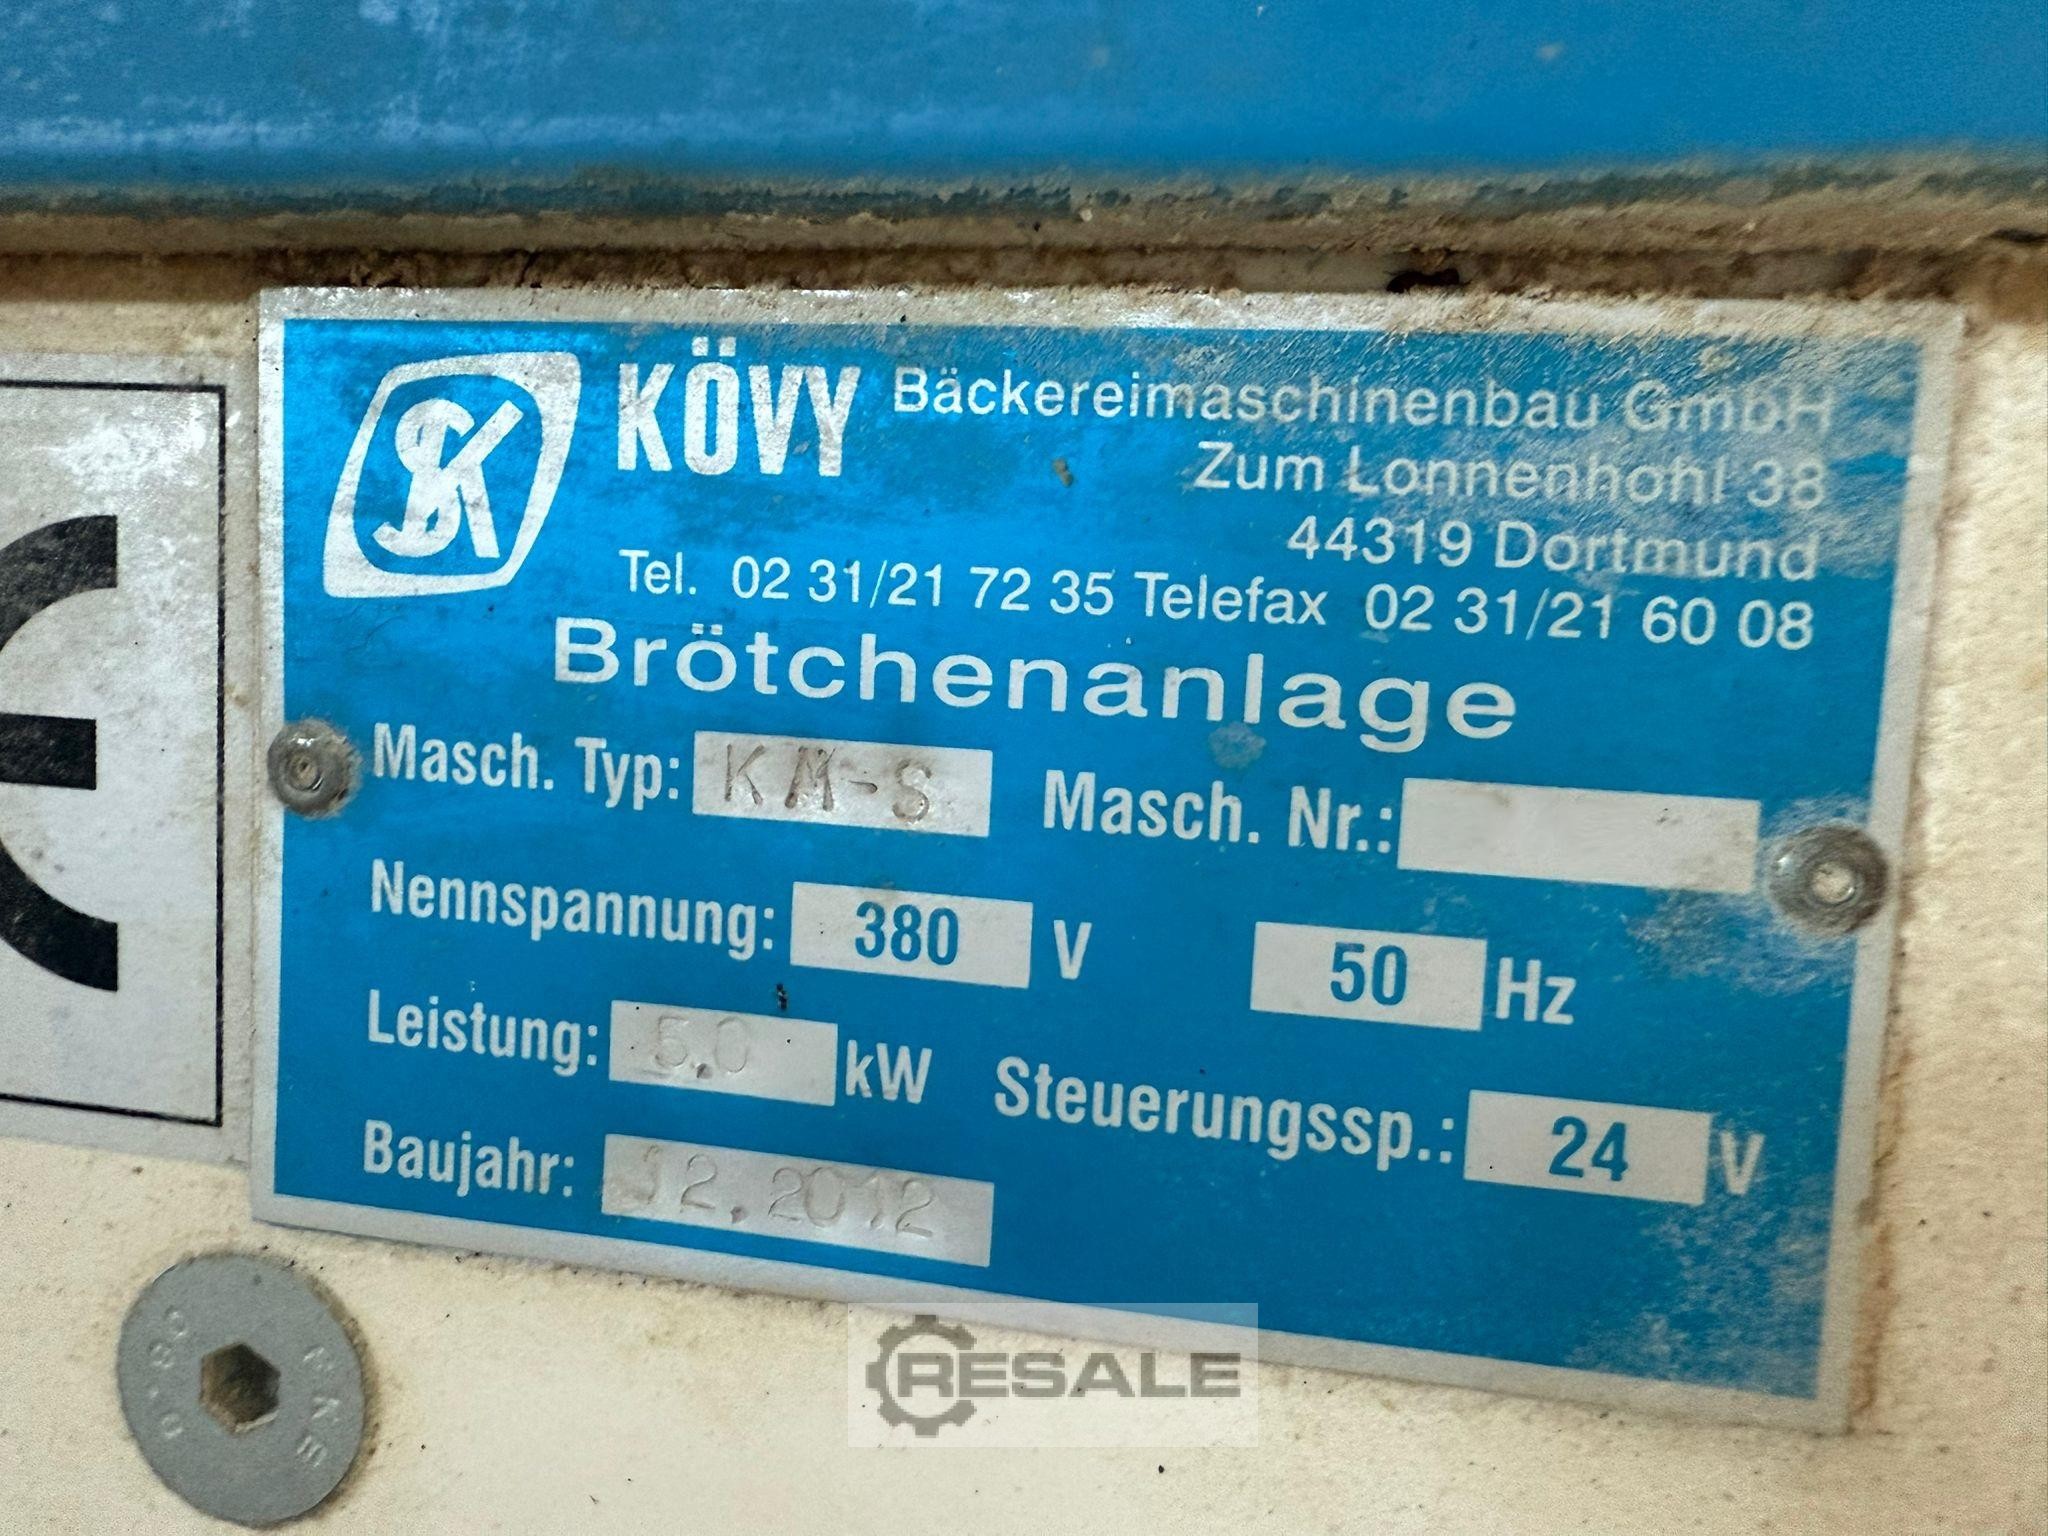 SK
KÖVY Bäckereimaschinenbau GmbH
Zum Lonnenhohl 38
44319 Dortmund
Tel. 02 31/21 72 35 Telefax 02 31/21 60 08
Brötchenanlage
Masch. Typ: KM-S Masch. Nr.:
Nennspannung: 380 V 50 Hz
Leistung: 5.0 kW Steuerungssp.: 24 V
Baujahr: 12.2012
CE
RESALE